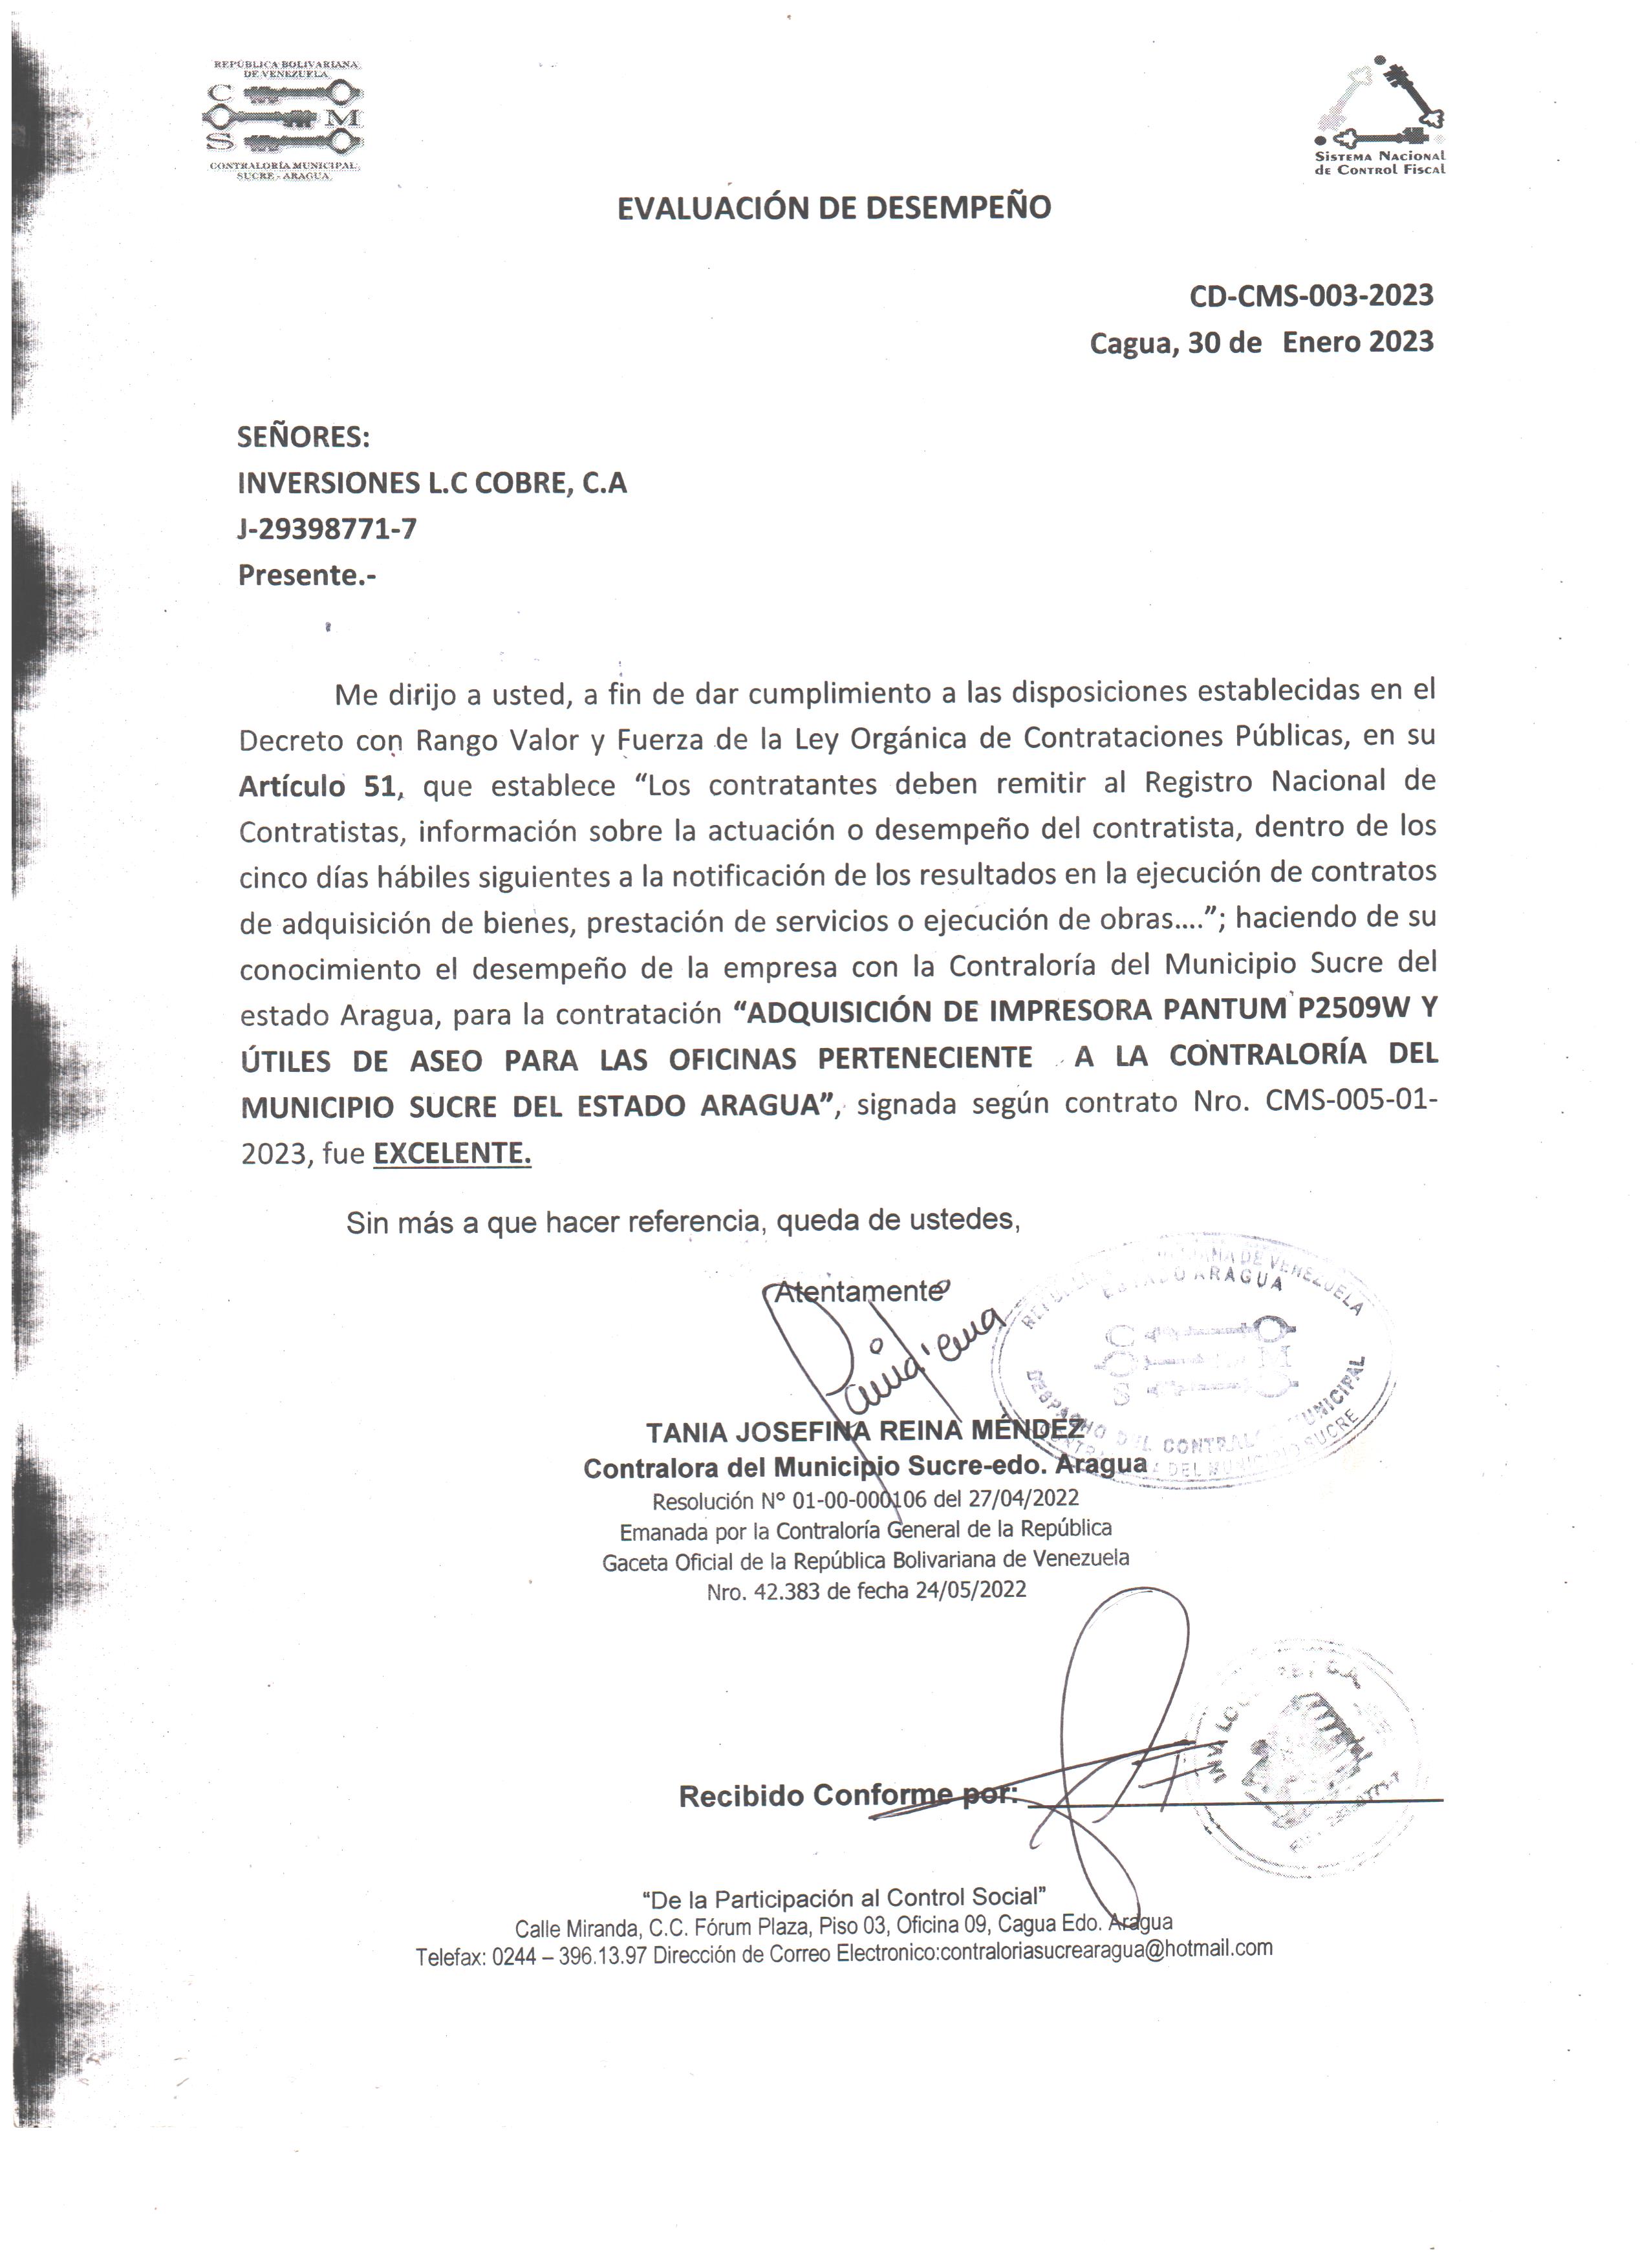 REPÚBLICA BOLIVARIANA
DE VENEZUELA
C
M
S
CONTRALORÍA MUNICIPAL
SUCRE - ARAGUA
SISTEMA NACIONAL
DE CONTROL FISCAL
EVALUACIÓN DE DESEMPEÑO
CD-CMS-003-2023
Cagua, 30 de Enero 2023
SEÑORES:
INVERSIONES L.C COBRE, C.A
J-29398771-7
Presente.-
Me dirijo a usted, a fin de dar cumplimiento a las disposiciones establecidas en el
Decreto con Rango Valor y Fuerza de la Ley Orgánica de Contrataciones Públicas, en su
Artículo 51, que establece “Los contratantes deben remitir al Registro Nacional de
Contratistas, información sobre la actuación o desempeño del contratista, dentro de los
cinco días hábiles siguientes a la notificación de los resultados en la ejecución de contratos
de adquisición de bienes, prestación de servicios o ejecución de obras....”; haciendo de su
conocimiento el desempeño de la empresa con la Contraloría del Municipio Sucre del
estado Aragua, para la contratación “ADQUISICIÓN DE IMPRESORA PANTUM P2509W Y
ÚTILES DE ASEO PARA LAS OFICINAS PERTENECIENTE A LA CONTRALORÍA DEL
MUNICIPIO SUCRE DEL ESTADO ARAGUA”, signada según contrato Nro. CMS-005-01-
2023, fue EXCELENTE.
Sin más a que hacer referencia, queda de ustedes,
Atentamente
DE VENEZUELA
ESTADO ARAGUA
C
M
S
DESPACHO DEL CONTRALOR MUNICIPAL
DEL MUNICIPIO SUCRE
TANIA JOSEFINA REINA MÉNDEZ
Contralora del Municipio Sucre-edo. Aragua
Resolución N° 01-00-000106 del 27/04/2022
Emanada por la Contraloría General de la República
Gaceta Oficial de la República Bolivariana de Venezuela
Nro. 42.383 de fecha 24/05/2022
Recibido Conforme por:
“De la Participación al Control Social”
Calle Miranda, C.C. Fórum Plaza, Piso 03, Oficina 09, Cagua Edo. Aragua
Telefax: 0244 – 396.13.97 Dirección de Correo Electronico:contraloriasucrearagua@hotmail.com